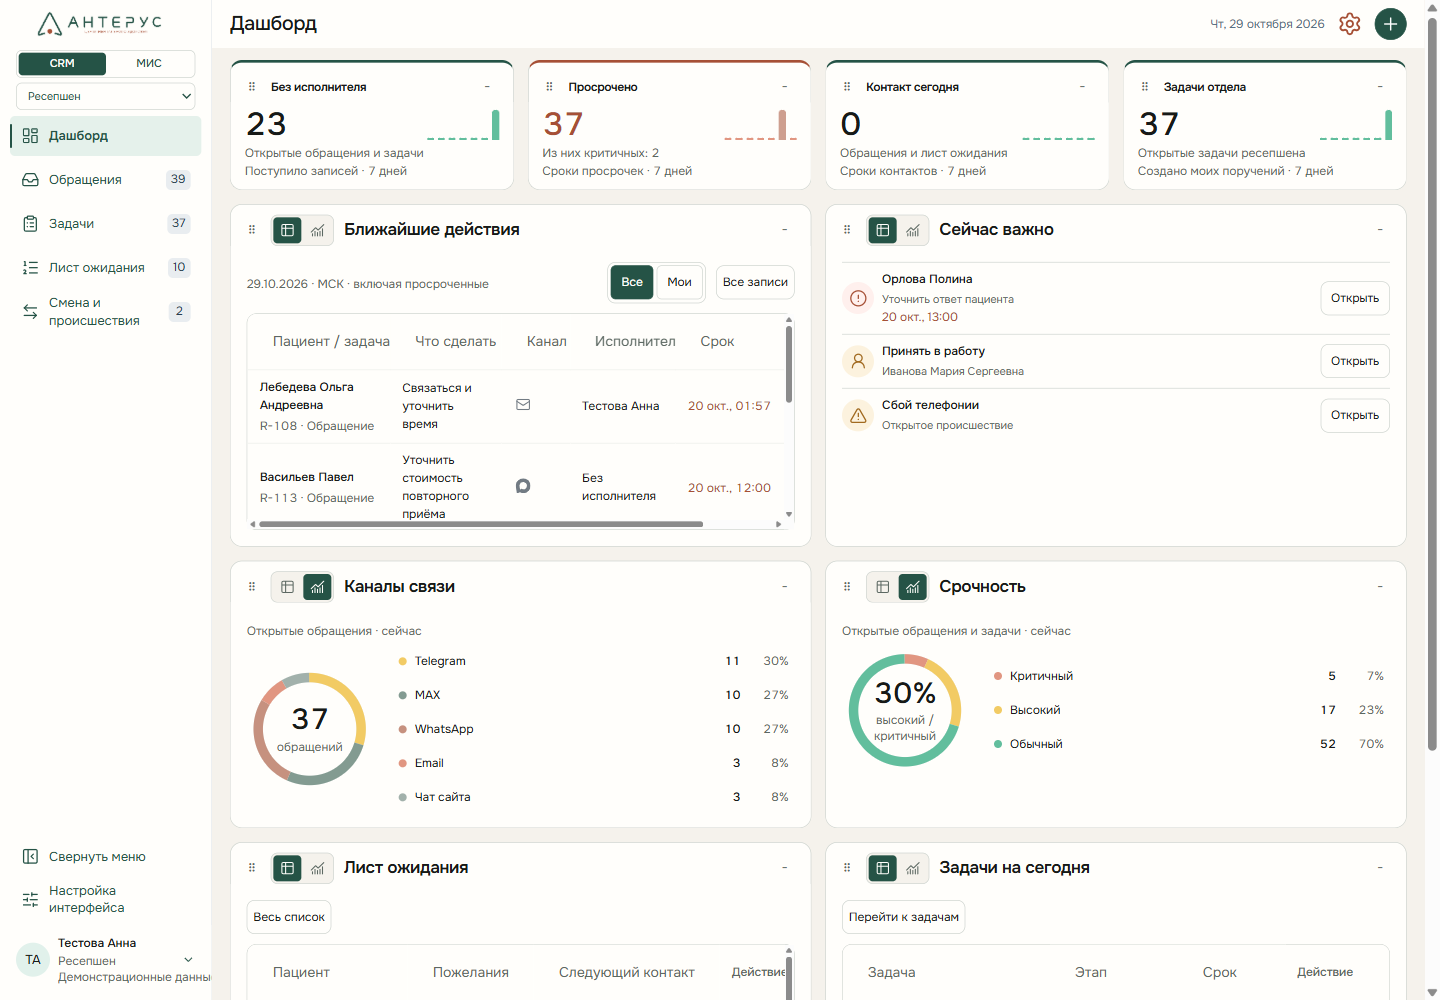 АНТЕРУС
CRM
МИС
Ресепшен
Дашборд
Обращения
39
Задачи
37
Лист ожидания
10
Смена и
происшествия
2
Свернуть меню
Настройка
интерфейса
ТА
Тестова Анна
Ресепшен
Демонстрационные данны
Дашборд
Чт, 29 октября 2026
Без исполнителя
-
23
Открытые обращения и задачи
Поступило записей · 7 дней
Просрочено
-
37
Из них критичных: 2
Сроки просрочек · 7 дней
Контакт сегодня
-
0
Обращения и лист ожидания
Сроки контактов · 7 дней
Задачи отдела
-
37
Открытые задачи ресепшена
Создано моих поручений · 7 дней
Ближайшие действия
-
29.10.2026 · МСК · включая просроченные
Все
Мои
Все записи
Пациент / задача
Что сделать
Канал
Исполнител
Срок
Лебедева Ольга
Андреевна
R-108 · Обращение
Связаться и
уточнить
время
Тестова Анна
20 окт., 01:57
Васильев Павел
R-113 · Обращение
Уточнить
стоимость
повторного
приёма
Без
исполнителя
20 окт., 12:00
Сейчас важно
-
Орлова Полина
Уточнить ответ пациента
20 окт., 13:00
Открыть
Принять в работу
Иванова Мария Сергеевна
Открыть
Сбой телефонии
Открытое происшествие
Открыть
Каналы связи
-
Открытые обращения · сейчас
37
обращений
Telegram 11 30%
MAX 10 27%
WhatsApp 10 27%
Email 3 8%
Чат сайта 3 8%
Срочность
-
Открытые обращения и задачи · сейчас
30%
высокий /
критичный
Критичный 5 7%
Высокий 17 23%
Обычный 52 70%
Лист ожидания
-
Весь список
Пациент
Пожелания
Следующий контакт
Действие
Задачи на сегодня
-
Перейти к задачам
Задача
Этап
Срок
Действие